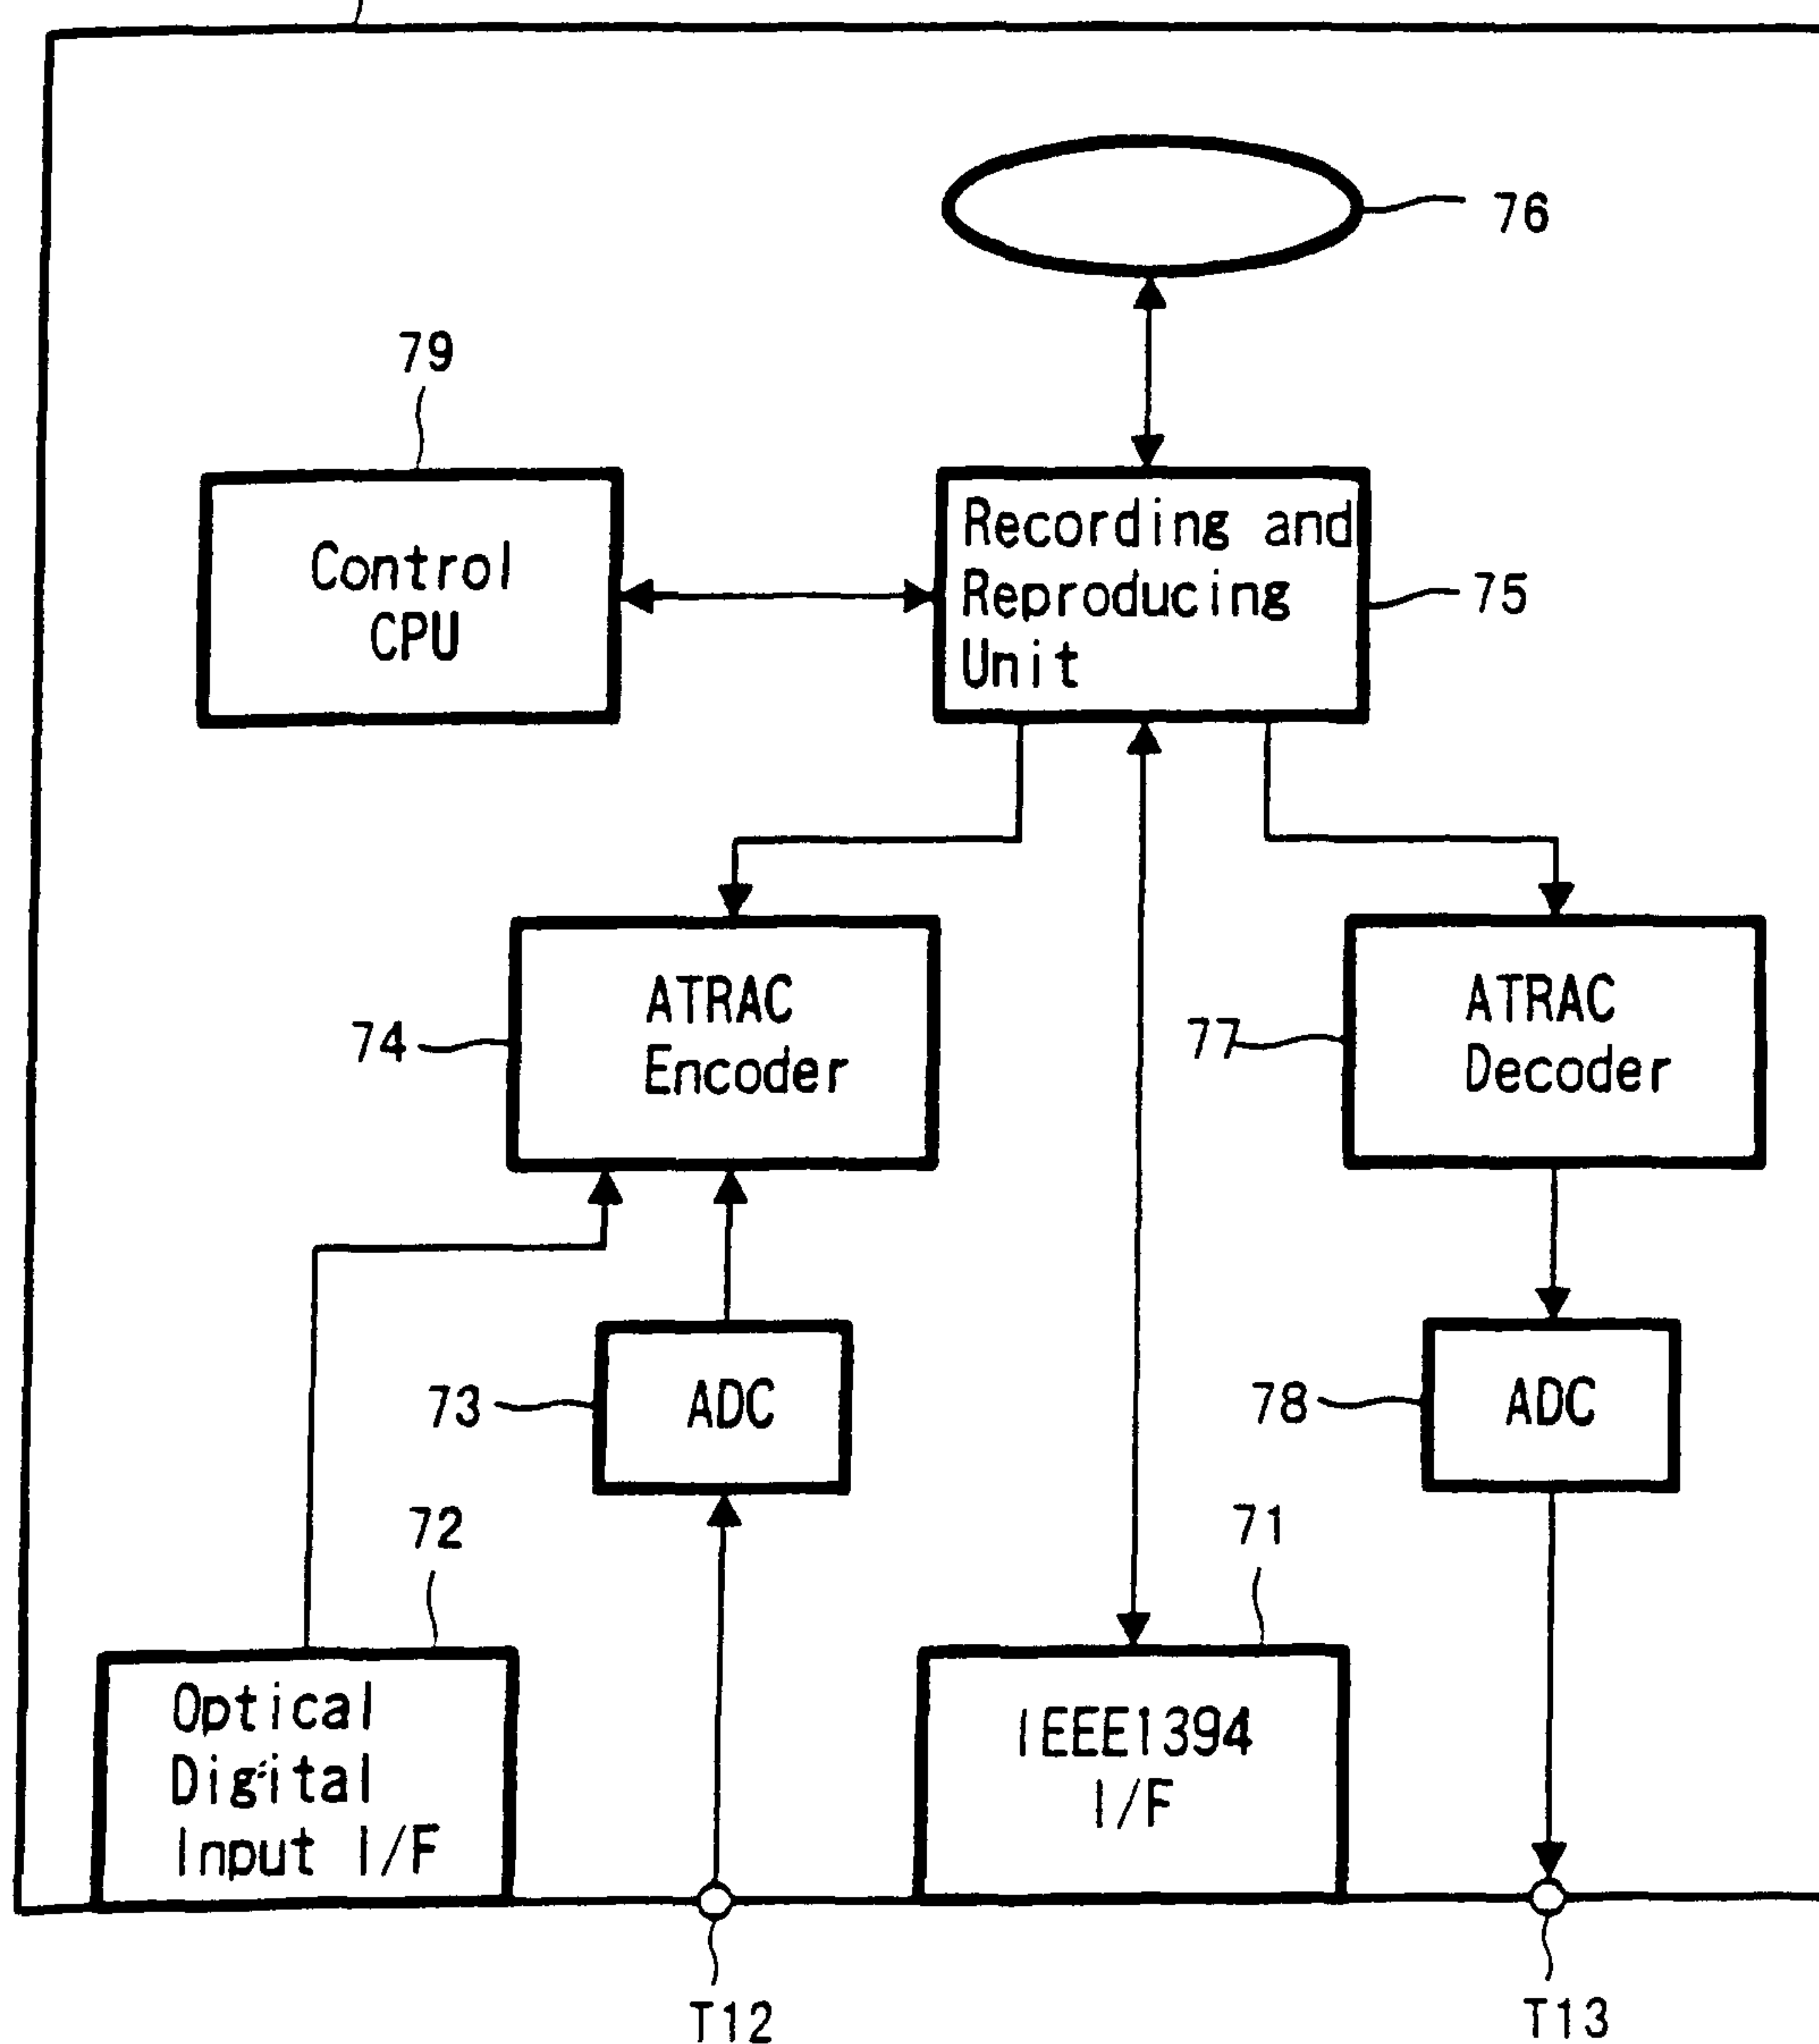 76
79
Control
CPU
Recording and
Reproducing
Unit
75
74
ATRAC
Encoder
77
ATRAC
Decoder
73
ADC
78
ADC
72
71
Optical
Digital
Input I/F
IEEE1394
I/F
T12
T13